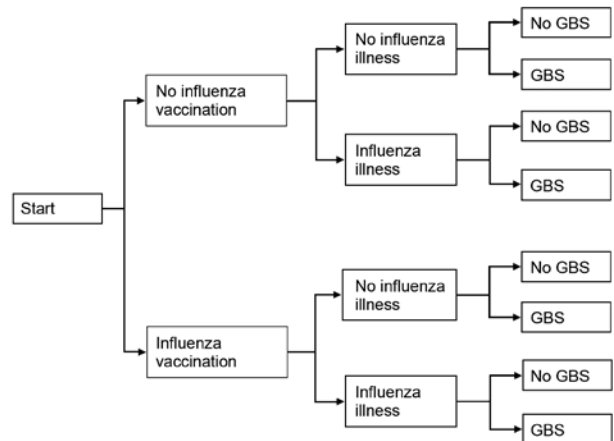 No GBS
No influenza
illness
GBS
No influenza
vaccination
No GBS
Influenza
illness
GBS
Start
No GBS
No influenza
illness
GBS
Influenza
vaccination
No GBS
Influenza
illness
GBS